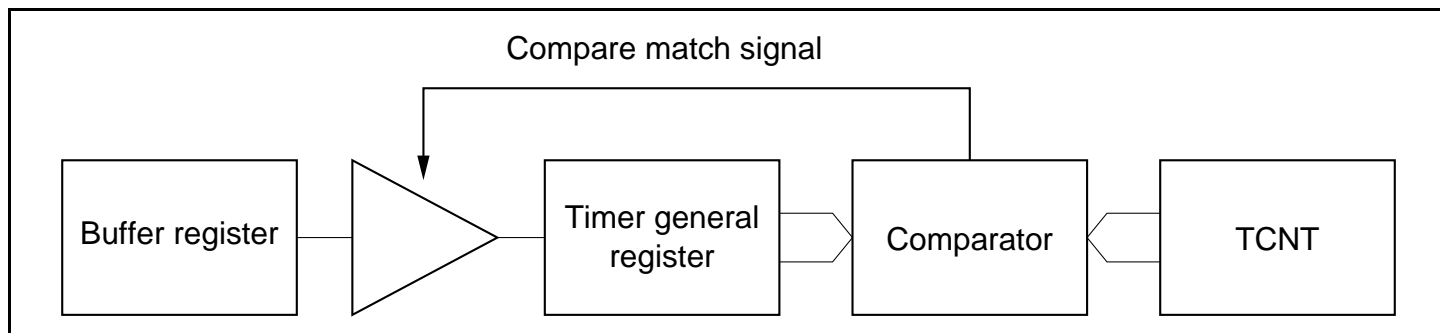 Compare match signal
Buffer register
Timer general
register
Comparator
TCNT